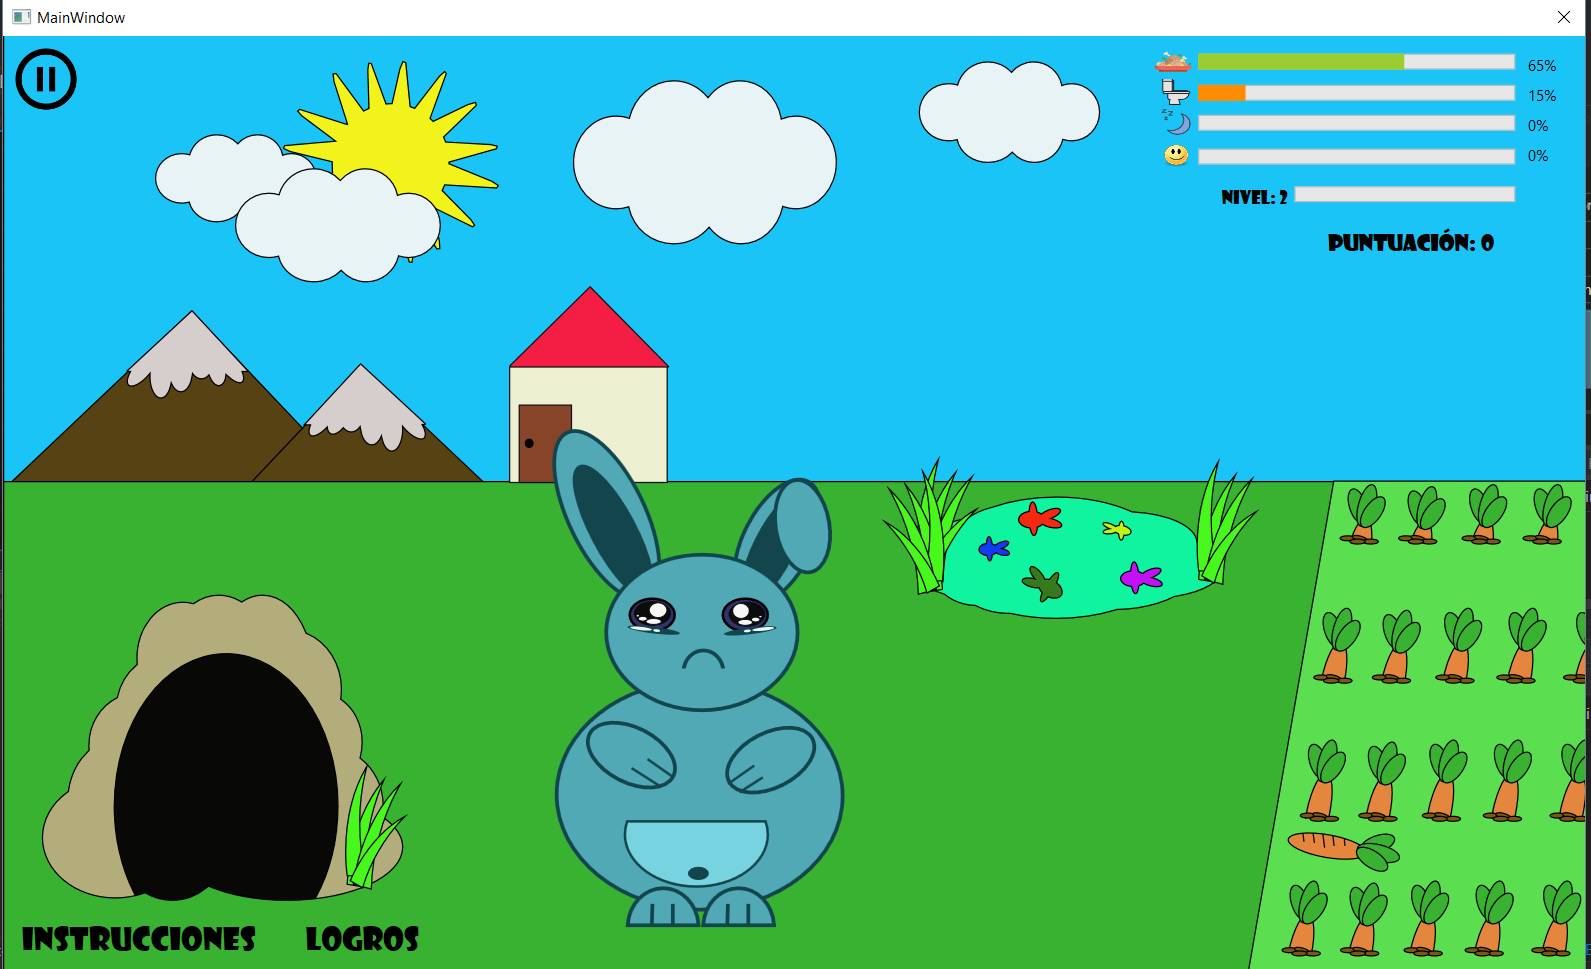 MainWindow
65%
15%
0%
0%
NIVEL: 2
PUNTUACIÓN: 0
INSTRUCCIONES
LOGROS